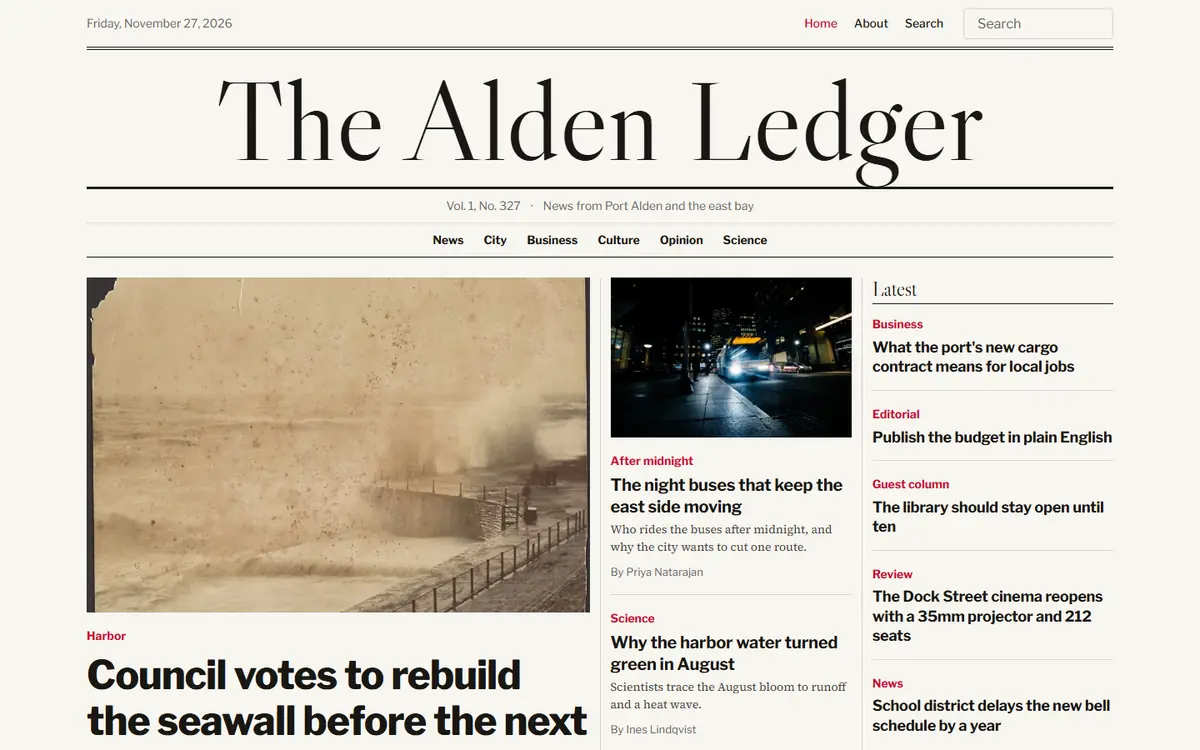 Friday, November 27, 2026
Home
About
Search
Search
The Alden Ledger
Vol. 1, No. 327 · News from Port Alden and the east bay
News
City
Business
Culture
Opinion
Science
Harbor
Council votes to rebuild
the seawall before the next
After midnight
The night buses that keep the
east side moving
Who rides the buses after midnight, and
why the city wants to cut one route.
By Priya Natarajan
Science
Why the harbor water turned
green in August
Scientists trace the August bloom to runoff
and a heat wave.
By Ines Lindqvist
Latest
Business
What the port's new cargo
contract means for local jobs
Editorial
Publish the budget in plain English
Guest column
The library should stay open until
ten
Review
The Dock Street cinema reopens
with a 35mm projector and 212
seats
News
School district delays the new bell
schedule by a year